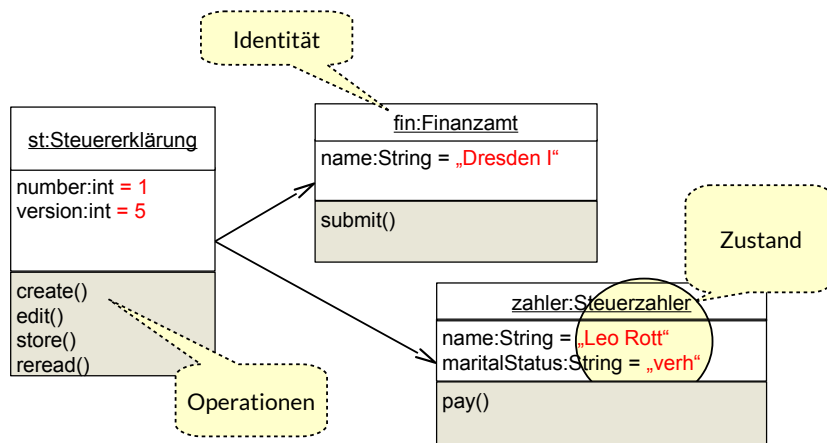 Identität
st:Steuererklärung
number:int = 1
version:int = 5
create()
edit()
store()
reread()
Operationen
fin:Finanzamt
name:String = „Dresden I“
submit()
Zustand
zahler:Steuerzahler
name:String = „Leo Rott“
maritalStatus:String = „verh“
pay()